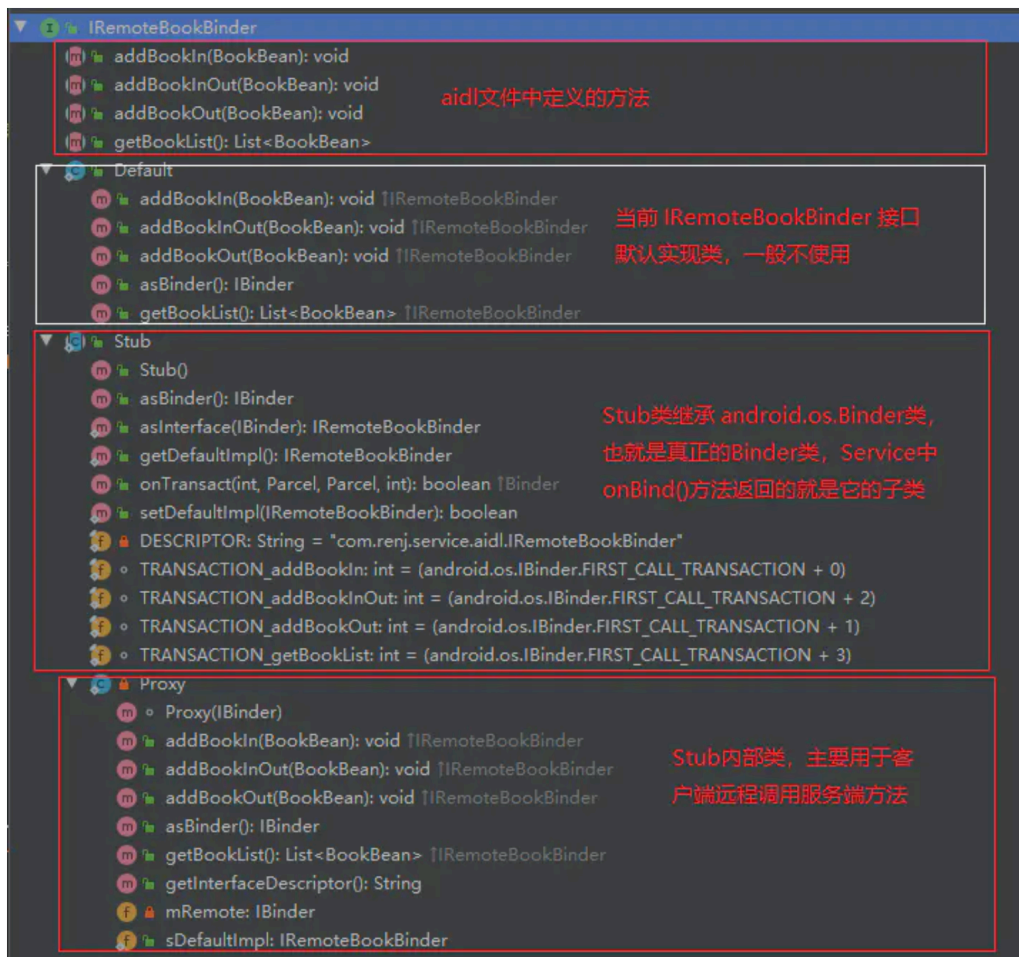 IRemoteBookBinder
addBookIn(BookBean): void
addBookInOut(BookBean): void
addBookOut(BookBean): void
getBookList(): List<BookBean>
aidl文件中定义的方法
Default
addBookIn(BookBean): void ↑IRemoteBookBinder
addBookInOut(BookBean): void ↑IRemoteBookBinder
addBookOut(BookBean): void ↑IRemoteBookBinder
asBinder(): IBinder
getBookList(): List<BookBean> ↑IRemoteBookBinder
当前 IRemoteBookBinder 接口
默认实现类，一般不使用
Stub
Stub()
asBinder(): IBinder
asInterface(IBinder): IRemoteBookBinder
getDefaultImpl(): IRemoteBookBinder
onTransact(int, Parcel, Parcel, int): boolean ↑Binder
setDefaultImpl(IRemoteBookBinder): boolean
DESCRIPTOR: String = "com.renj.service.aidl.IRemoteBookBinder"
TRANSACTION_addBookIn: int = (android.os.IBinder.FIRST_CALL_TRANSACTION + 0)
TRANSACTION_addBookInOut: int = (android.os.IBinder.FIRST_CALL_TRANSACTION + 2)
TRANSACTION_addBookOut: int = (android.os.IBinder.FIRST_CALL_TRANSACTION + 1)
TRANSACTION_getBookList: int = (android.os.IBinder.FIRST_CALL_TRANSACTION + 3)
Stub类继承 android.os.Binder类，
也就是真正的Binder类，Service中
onBind()方法返回的就是它的子类
Proxy
Proxy(IBinder)
addBookIn(BookBean): void ↑IRemoteBookBinder
addBookInOut(BookBean): void ↑IRemoteBookBinder
addBookOut(BookBean): void ↑IRemoteBookBinder
asBinder(): IBinder
getBookList(): List<BookBean> ↑IRemoteBookBinder
getInterfaceDescriptor(): String
mRemote: IBinder
sDefaultImpl: IRemoteBookBinder
Stub内部类，主要用于客
户端远程调用服务端方法